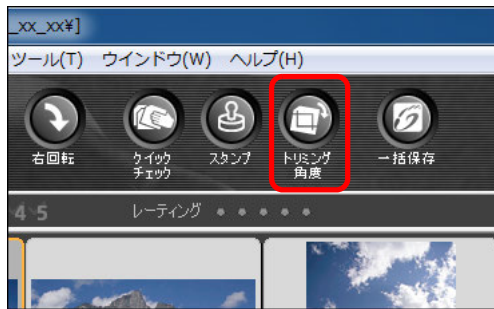 _xx_xx¥]
ツール(T) ウインドウ(W) ヘルプ(H)
右回転
クイック
チェック
スタンプ
トリミング
角度
一括保存
4 5
レーティング